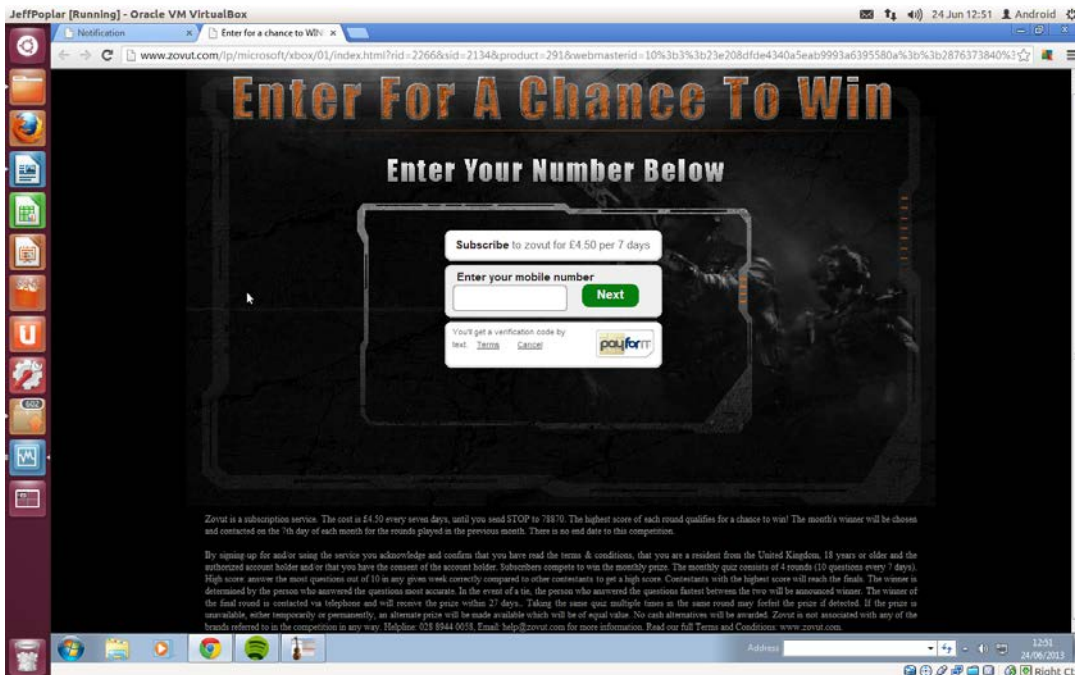 JeffPoplar [Running] - Oracle VM VirtualBox
24 Jun 12:51 Android
Notification
Enter for a chance to WIN
www.zovut.com/lp/microsoft/xbox/01/index.html?rid=2266&sid=2134&product=291&webmasterid=10%3b3%3b23e208dfde4340a5eab9993a6395580a%3b%3b2876373840%3
Enter For A Chance To Win
Enter Your Number Below
Subscribe to zovut for £4.50 per 7 days
Enter your mobile number
Next
You'll get a verification code by
text. Terms Cancel
payforit
602
Zovut is a subscription service. The cost is £4.50 every seven days, until you send STOP to 78870. The highest score of each round qualifies for a chance to win! The month's winner will be chosen
and contacted on the 7th day of each month for the rounds played in the previous month. There is no end date to this competition.
By signing up for and/or using the service you acknowledge and confirm that you have read the terms & conditions, that you are a resident from the United Kingdom, 18 years or older and the
authorized account holder and/or that you have the consent of the account holder. Subscribers compete to win the monthly prize. The monthly quiz consists of 4 rounds (10 questions every 7 days).
High score: answer the most questions out of 10 in any given week correctly compared to other contestants to get a high score. Contestants with the highest score will reach the finals. The winner is
determined by the person who answered the questions most accurate. In the event of a tie, the person who answered the questions fastest between the two will be announced winner. The winner of
the final round is contacted via telephone and will receive the prize within 27 days.. Taking the same quiz multiple times in the same round may forfeit the prize if detected. If the prize is
unavailable, either temporarily or permanently, an alternate prize will be made available which will be of equal value. No cash alternatives will be awarded. Zovut is not associated with any of the
brands referred to in the competition in any way. Helpline: 028 8944 0058, Email: help@zovut.com for more information. Read our full Terms and Conditions: www.zovut.com.
Address
12:51
24/06/2013
Right Ct